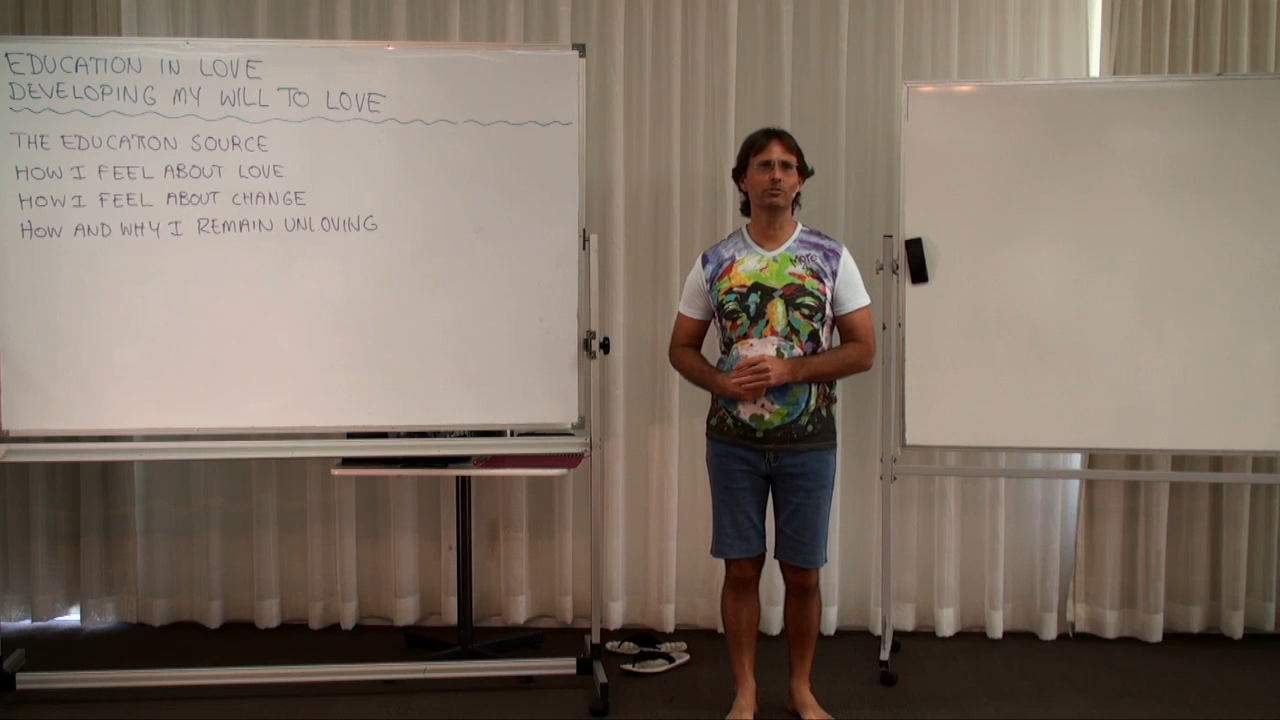 EDUCATION IN LOVE
DEVELOPING MY WILL TO LOVE
THE EDUCATION SOURCE
HOW I FEEL ABOUT LOVE
HOW I FEEL ABOUT CHANGE
HOW AND WHY I REMAIN UNLOVING